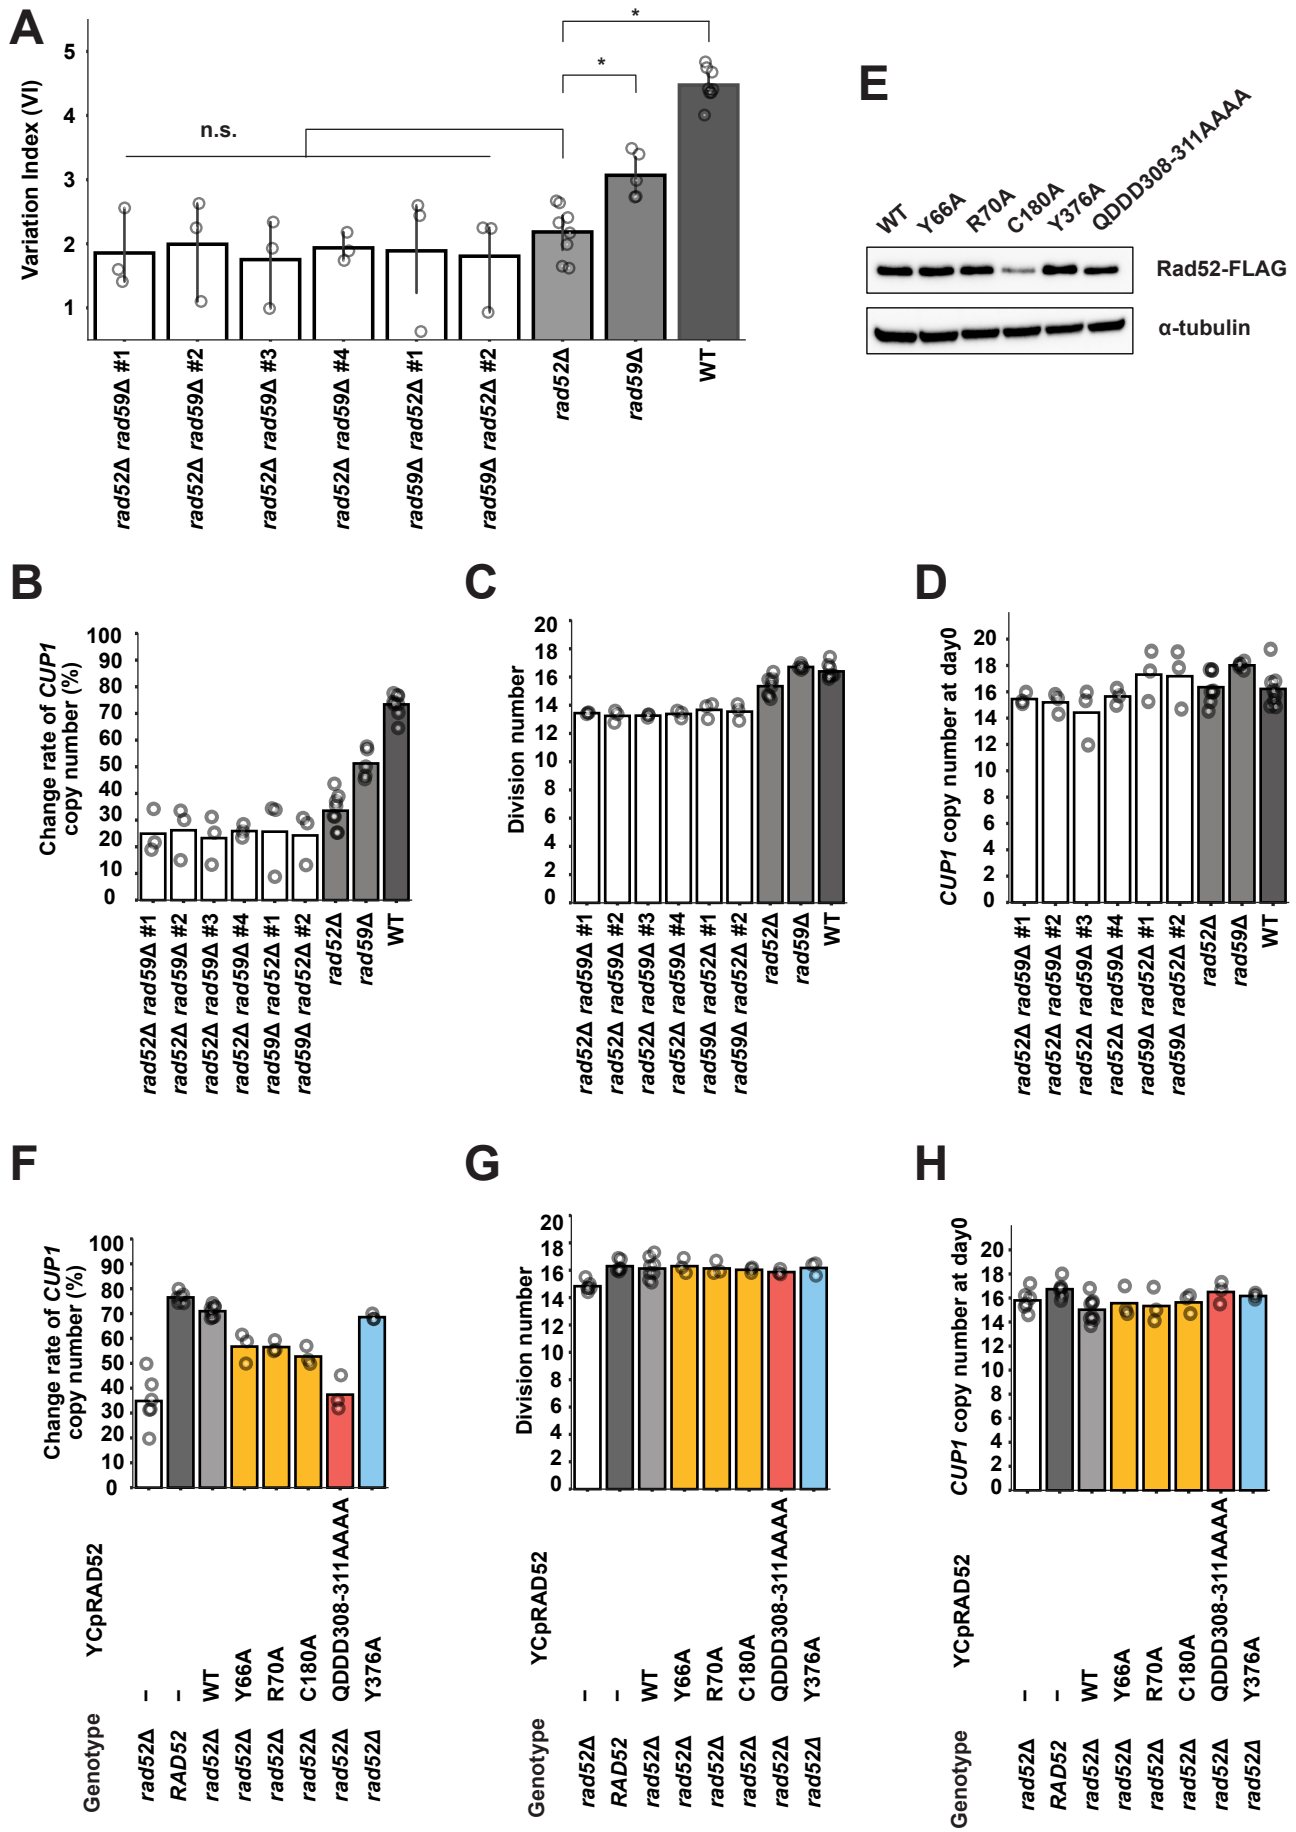 A
Variation Index (VI)
5
4
3
2
1
n.s.
*
*
rad52Δ rad59Δ #1
rad52Δ rad59Δ #2
rad52Δ rad59Δ #3
rad52Δ rad59Δ #4
rad59Δ rad52Δ #1
rad59Δ rad52Δ #2
rad52Δ
rad59Δ
WT
E
WT
Y66A
R70A
C180A
Y376A
QDDD308-311AAAA
Rad52-FLAG
α-tubulin
B
Change rate of CUP1
copy number (%)
100
90
80
70
60
50
40
30
20
10
0
rad52Δ rad59Δ #1
rad52Δ rad59Δ #2
rad52Δ rad59Δ #3
rad52Δ rad59Δ #4
rad59Δ rad52Δ #1
rad59Δ rad52Δ #2
rad52Δ
rad59Δ
WT
C
Division number
20
18
16
14
12
10
8
6
4
2
0
rad52Δ rad59Δ #1
rad52Δ rad59Δ #2
rad52Δ rad59Δ #3
rad52Δ rad59Δ #4
rad59Δ rad52Δ #1
rad59Δ rad52Δ #2
rad52Δ
rad59Δ
WT
D
CUP1 copy number at day0
20
18
16
14
12
10
8
6
4
2
0
rad52Δ rad59Δ #1
rad52Δ rad59Δ #2
rad52Δ rad59Δ #3
rad52Δ rad59Δ #4
rad59Δ rad52Δ #1
rad59Δ rad52Δ #2
rad52Δ
rad59Δ
WT
F
Change rate of CUP1
copy number (%)
100
90
80
70
60
50
40
30
20
10
0
YCpRAD52
–
–
WT
Y66A
R70A
C180A
QDDD308-311AAAA
Y376A
Genotype
rad52Δ
RAD52
rad52Δ
rad52Δ
rad52Δ
rad52Δ
rad52Δ
rad52Δ
G
Division number
20
18
16
14
12
10
8
6
4
2
0
YCpRAD52
–
–
WT
Y66A
R70A
C180A
QDDD308-311AAAA
Y376A
Genotype
rad52Δ
RAD52
rad52Δ
rad52Δ
rad52Δ
rad52Δ
rad52Δ
rad52Δ
H
CUP1 copy number at day0
20
18
16
14
12
10
8
6
4
2
0
YCpRAD52
–
–
WT
Y66A
R70A
C180A
QDDD308-311AAAA
Y376A
Genotype
rad52Δ
RAD52
rad52Δ
rad52Δ
rad52Δ
rad52Δ
rad52Δ
rad52Δ